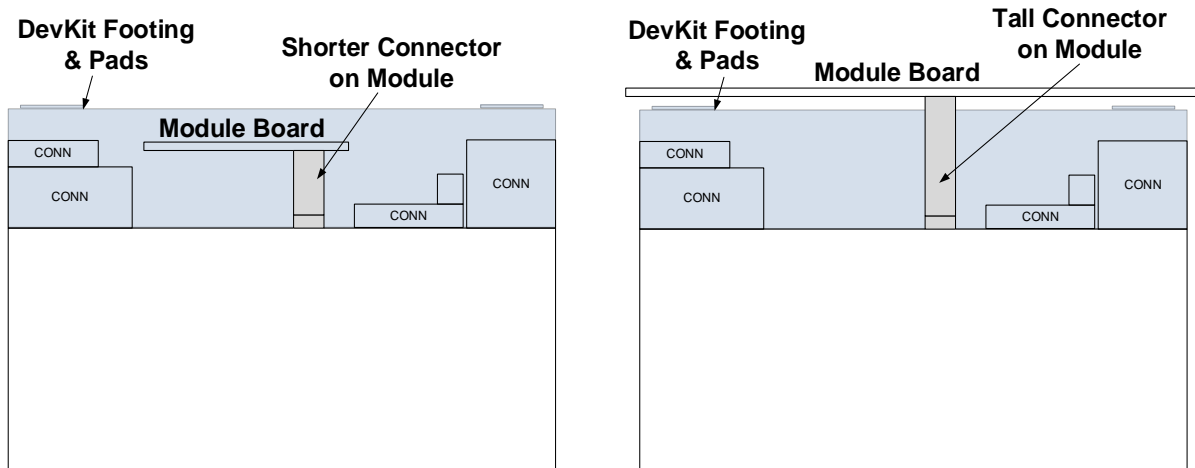 DevKit Footing
& Pads
Shorter Connector
on Module
Module Board
CONN
CONN
CONN
CONN
DevKit Footing
& Pads
Tall Connector
on Module
Module Board
CONN
CONN
CONN
CONN